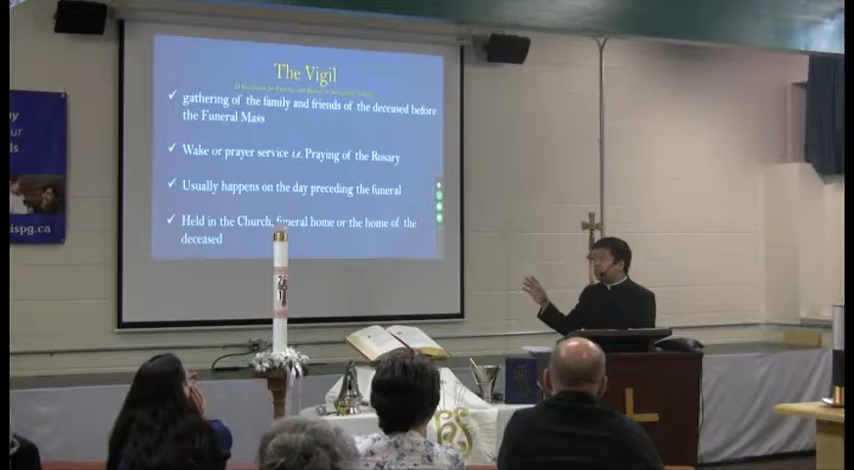 The Vigil
gathering of the family and friends of the deceased before
the Funeral Mass
Wake or prayer service i.e. Praying of the Rosary
Usually happens on the day preceding the funeral
Held in the Church, funeral home or the home of the
deceased
ispg.ca